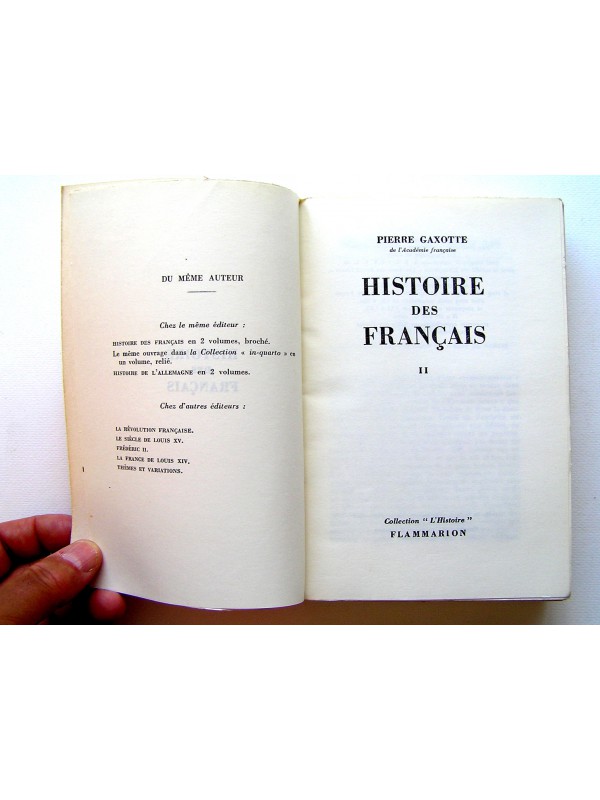 DU MÊME AUTEUR
Chez le même éditeur :
HISTOIRE DES FRANÇAIS en 2 volumes, broché.
Le même ouvrage dans la Collection « in-quarto » en
un volume, relié.
HISTOIRE DE L'ALLEMAGNE en 2 volumes.
Chez d'autres éditeurs :
LA RÉVOLUTION FRANÇAISE.
LE SIÈCLE DE LOUIS XV.
FRÉDÉRIC II.
LA FRANCE DE LOUIS XIV.
THÈMES ET VARIATIONS.
PIERRE GAXOTTE
de l'Académie française
HISTOIRE
DES
FRANÇAIS
II
Collection "L'Histoire"
FLAMMARION